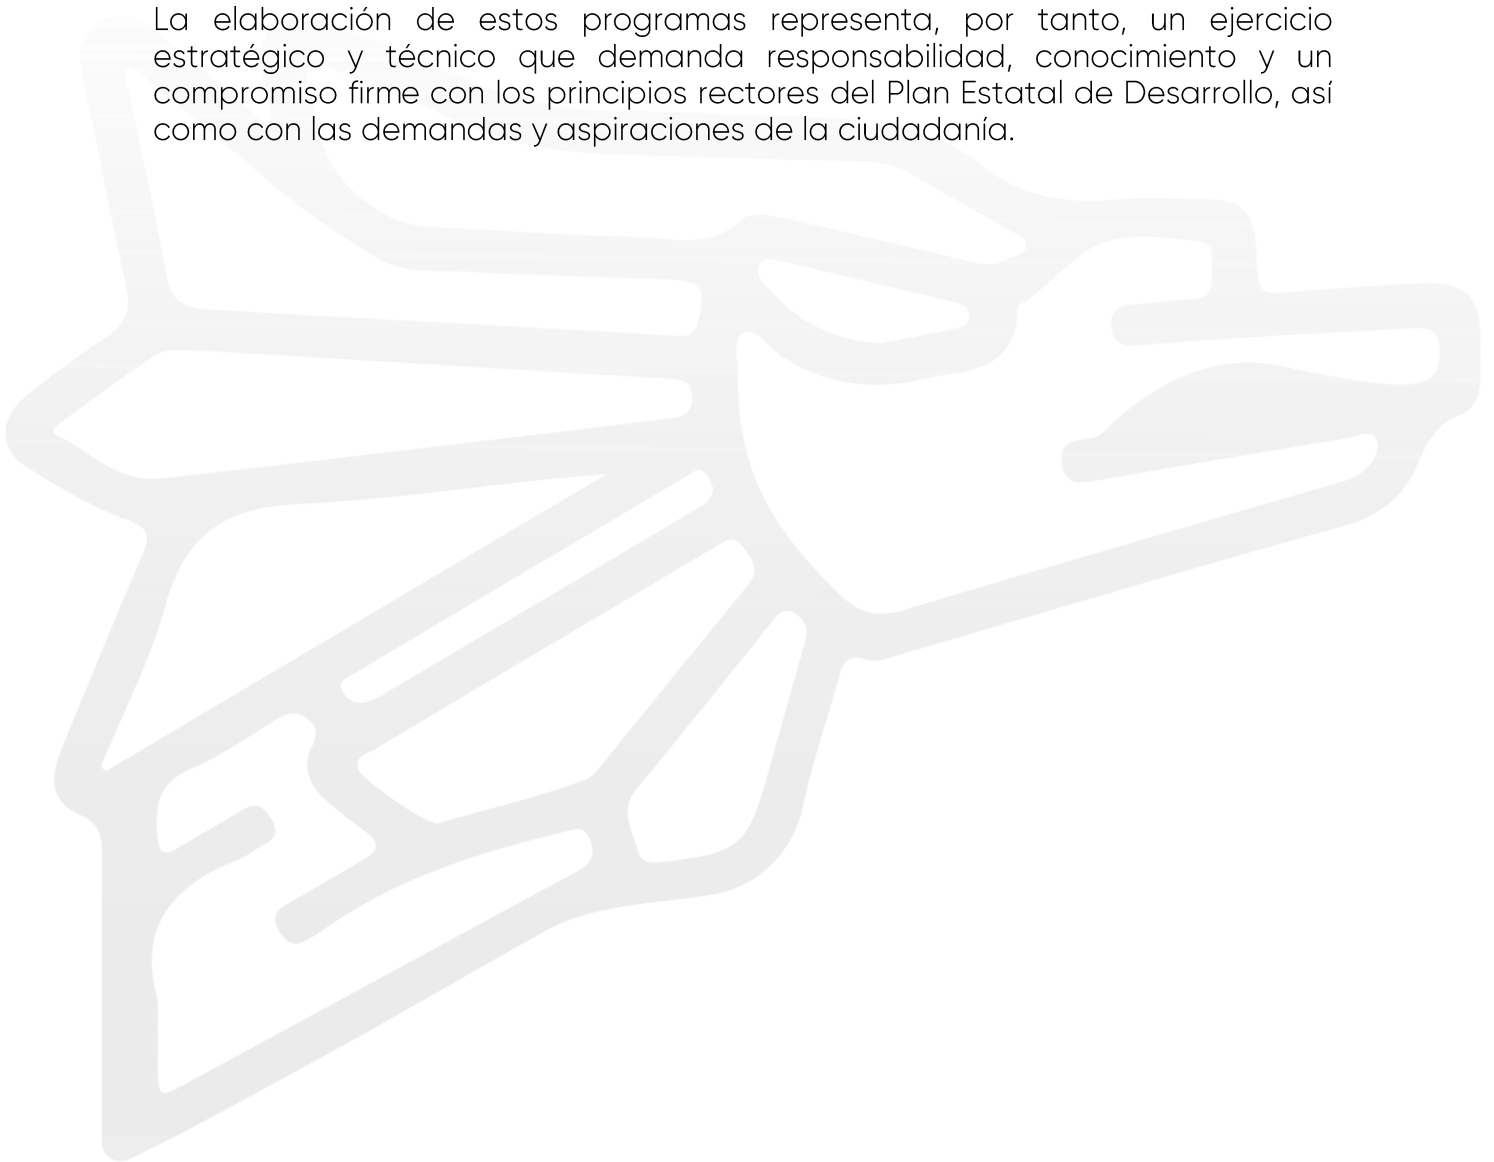 La elaboración de estos programas representa, por tanto, un ejercicio
estratégico y técnico que demanda responsabilidad, conocimiento y un
compromiso firme con los principios rectores del Plan Estatal de Desarrollo, así
como con las demandas y aspiraciones de la ciudadanía.